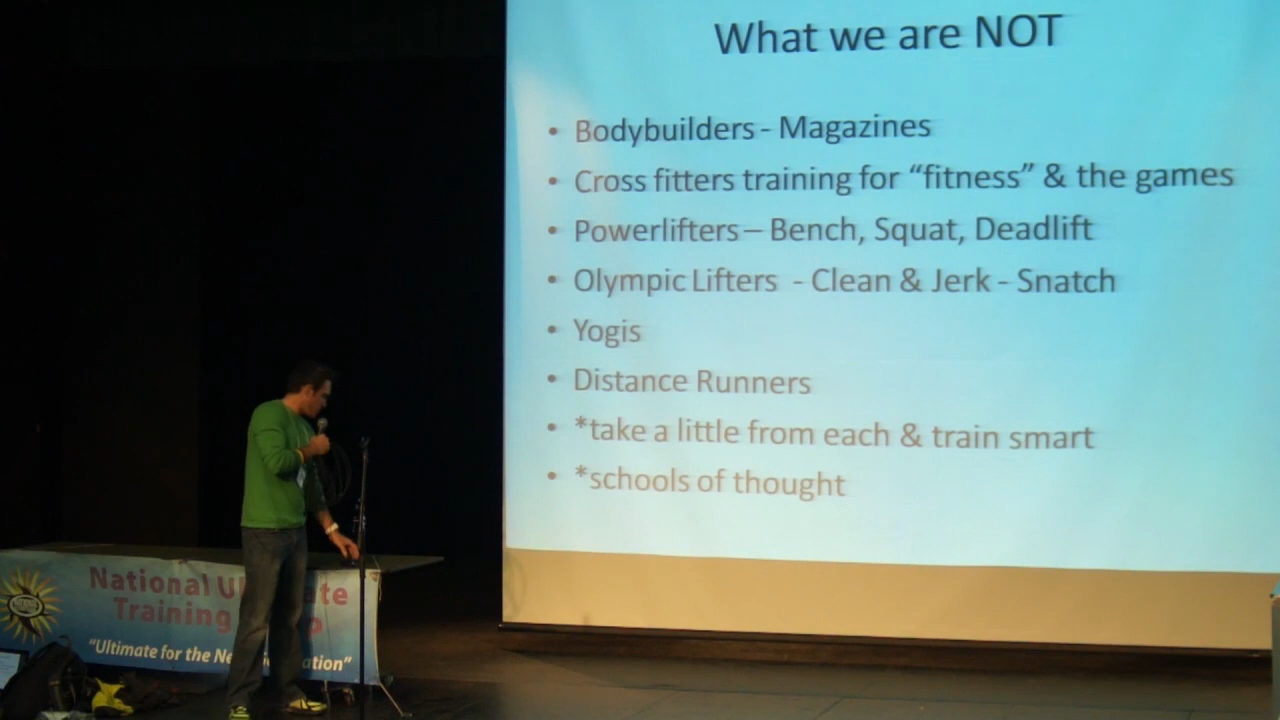 What we are NOT
• Bodybuilders - Magazines
• Cross fitters training for “fitness” & the games
• Powerlifters – Bench, Squat, Deadlift
• Olympic Lifters - Clean & Jerk - Snatch
• Yogis
• Distance Runners
• *take a little from each & train smart
• *schools of thought
National
Training
“Ultimate for the